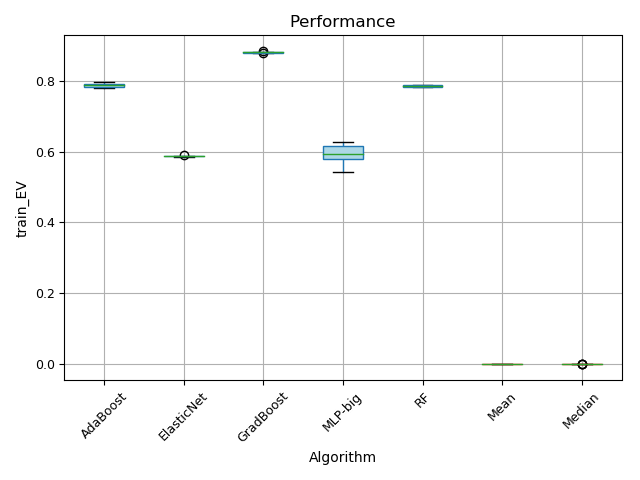 Performance
train_EV
0.8
0.6
0.4
0.2
0.0
AdaBoost
ElasticNet
GradBoost
MLP-big
RF
Mean
Median
Algorithm